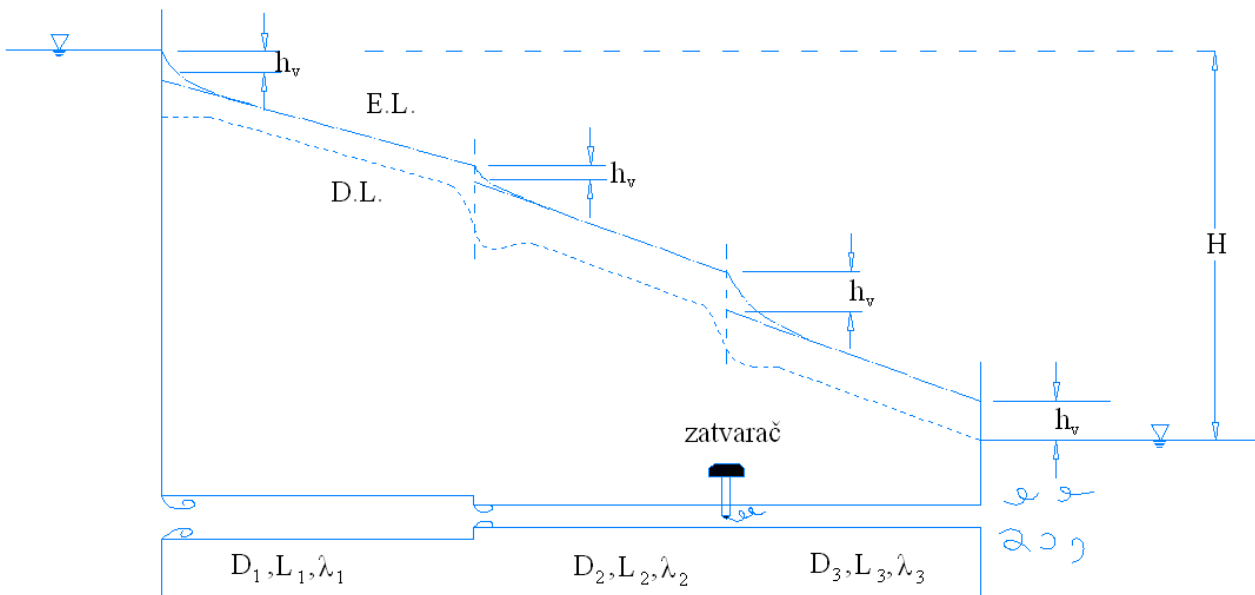 h_v
E.L.
h_v
D.L.
H
h_v
h_v
zatvarač
D_1,L_1,λ_1
D_2,L_2,λ_2
D_3,L_3,λ_3